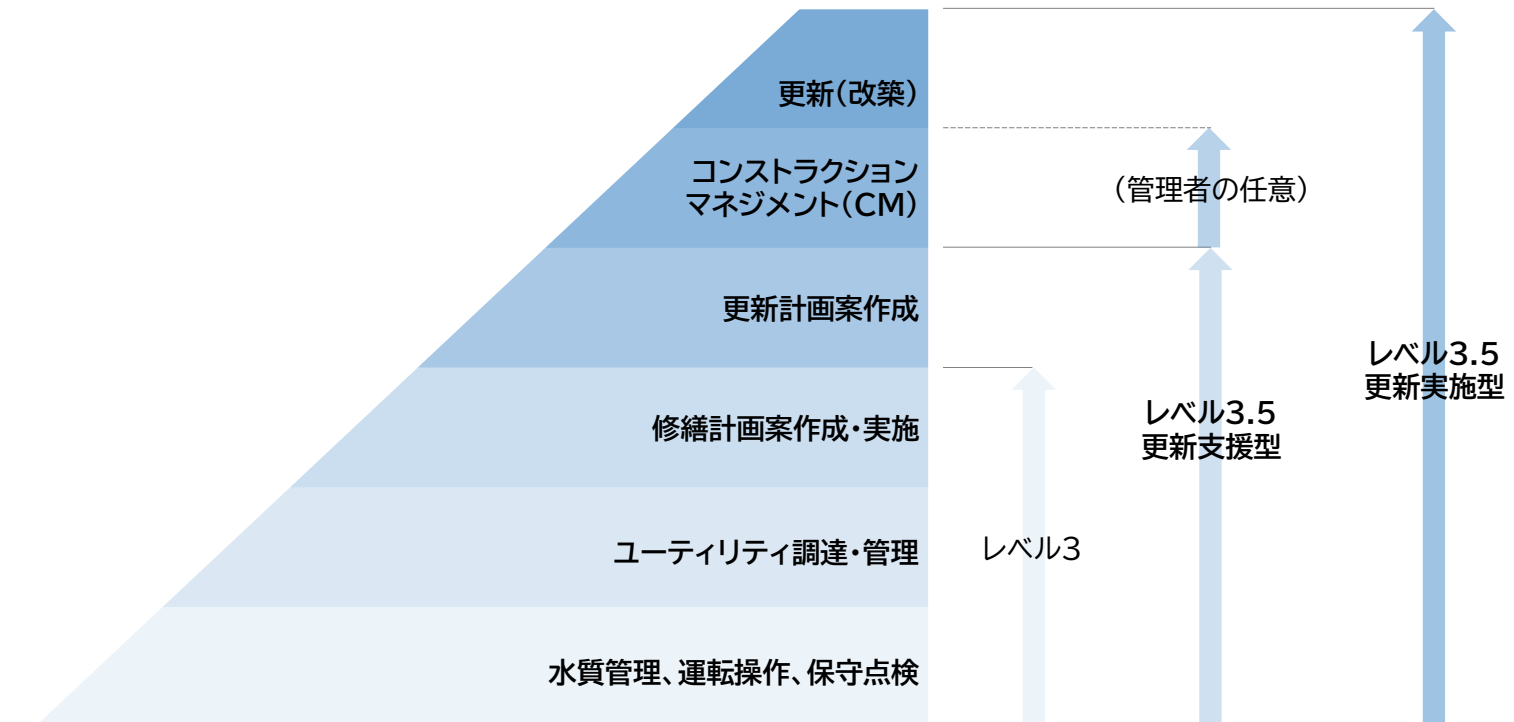 更新(改築)
コンストラクション
マネジメント(CM)
(管理者の任意)
更新計画案作成
レベル3.5
更新実施型
修繕計画案作成・実施
レベル3.5
更新支援型
ユーティリティ調達・管理
レベル3
水質管理、運転操作、保守点検